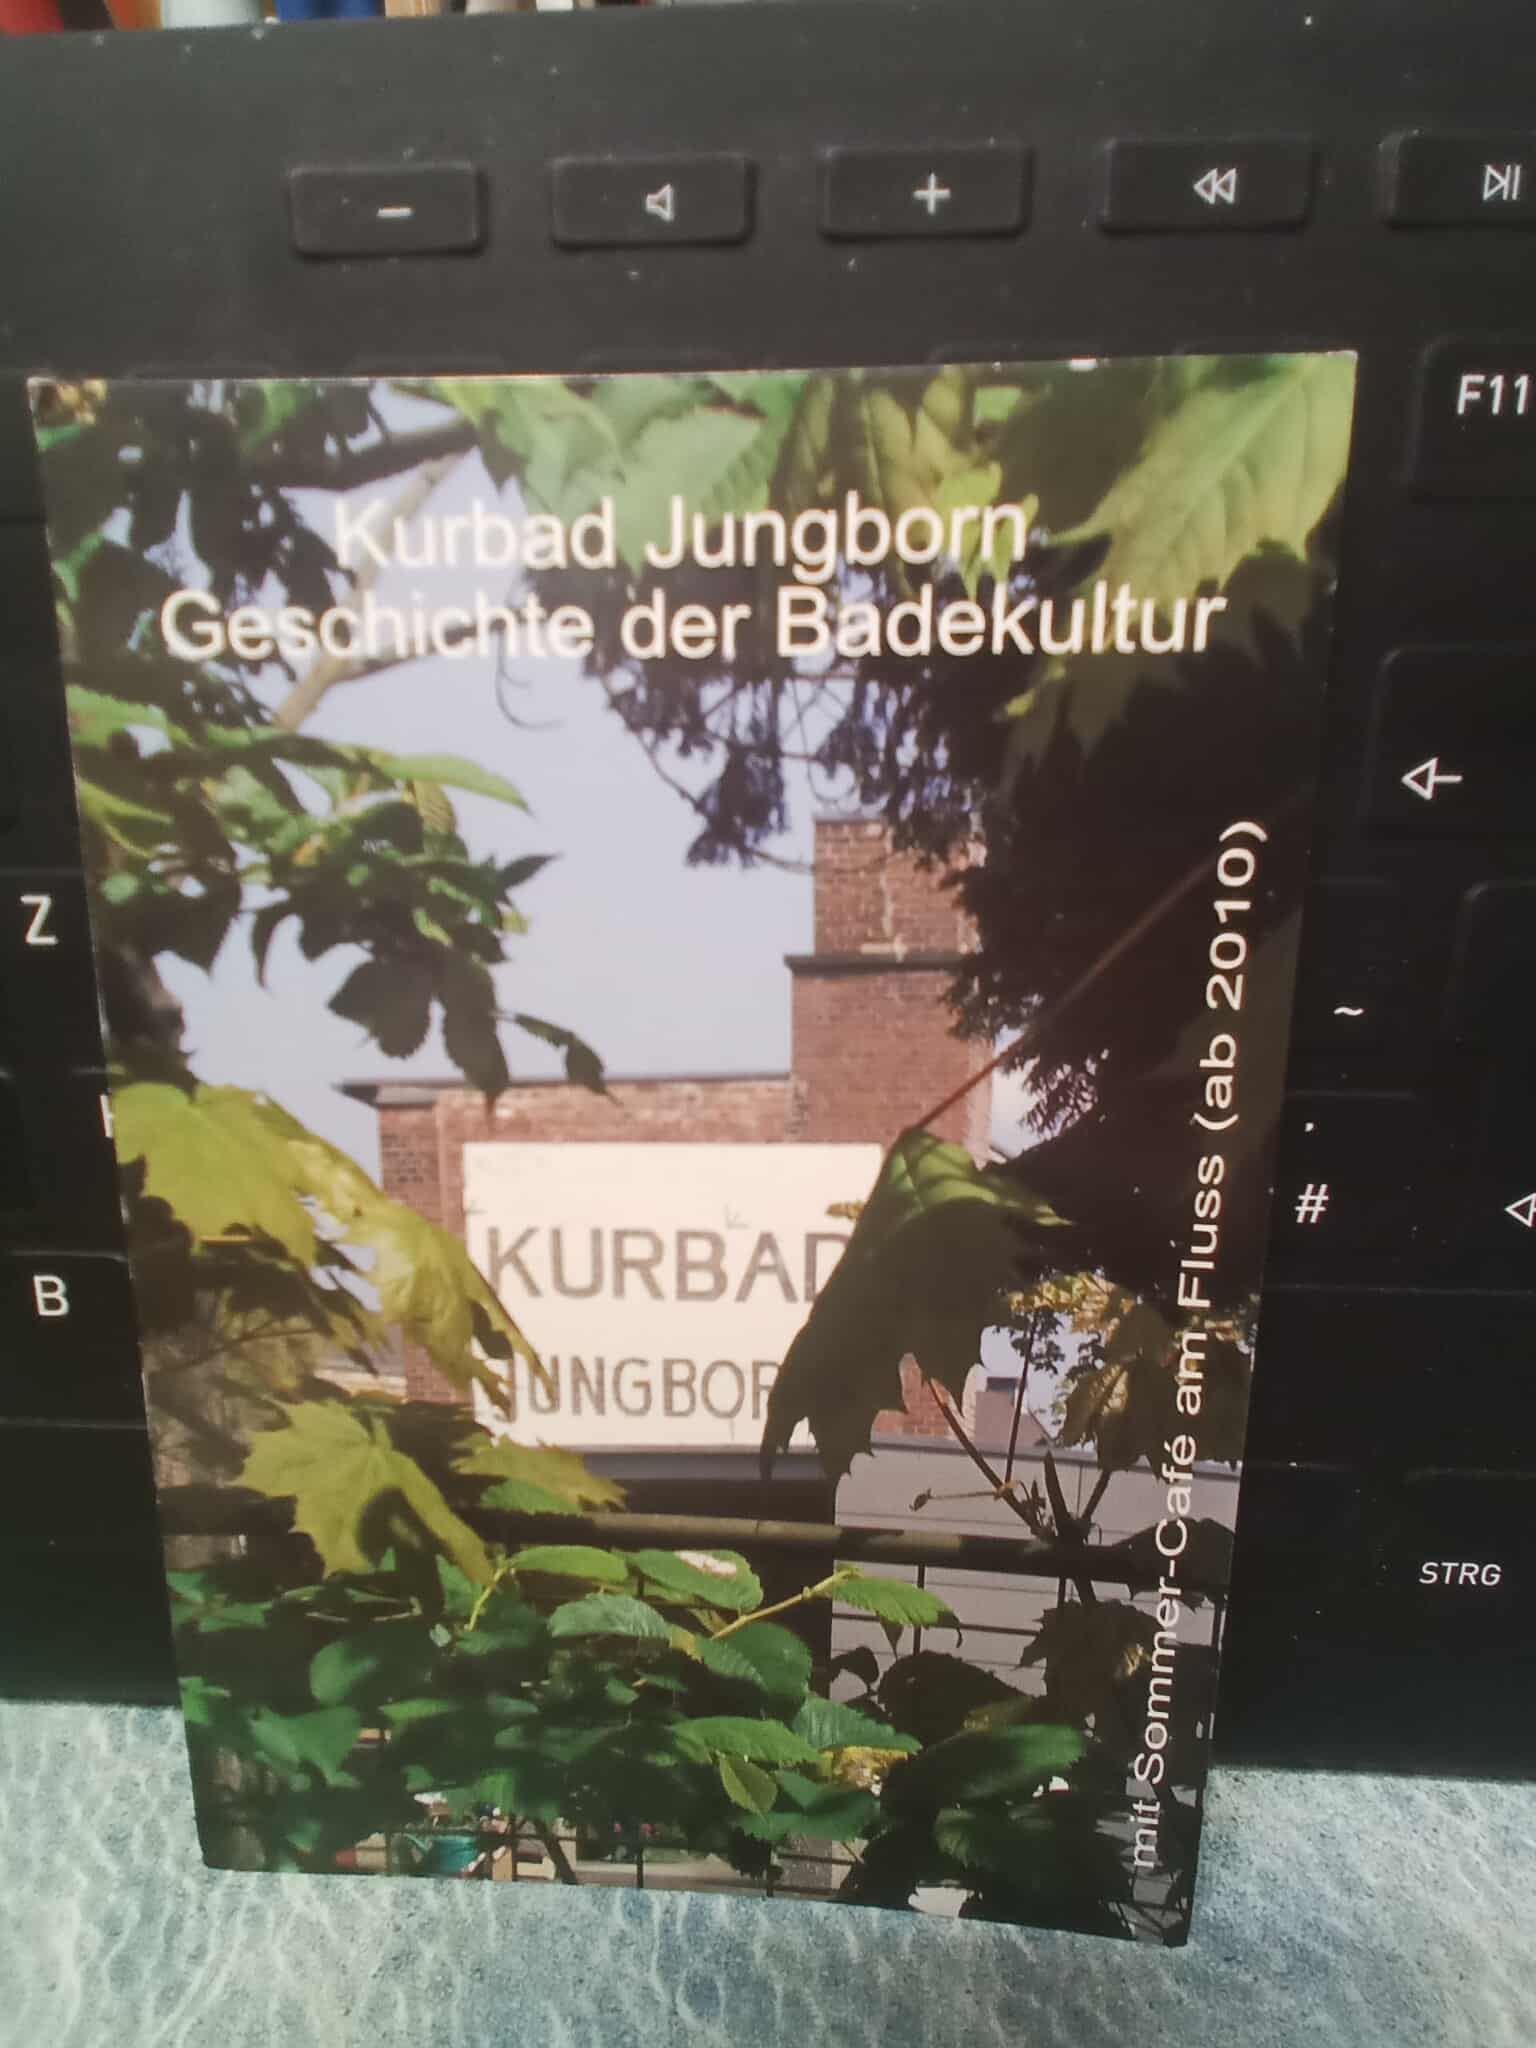 F11
Kurbad Jungborn
Geschichte der Badekultur
mit Sommer-Café am Fluss (ab 2010)
KURBAD
JUNGBOR
Z
B
~
#
STRG